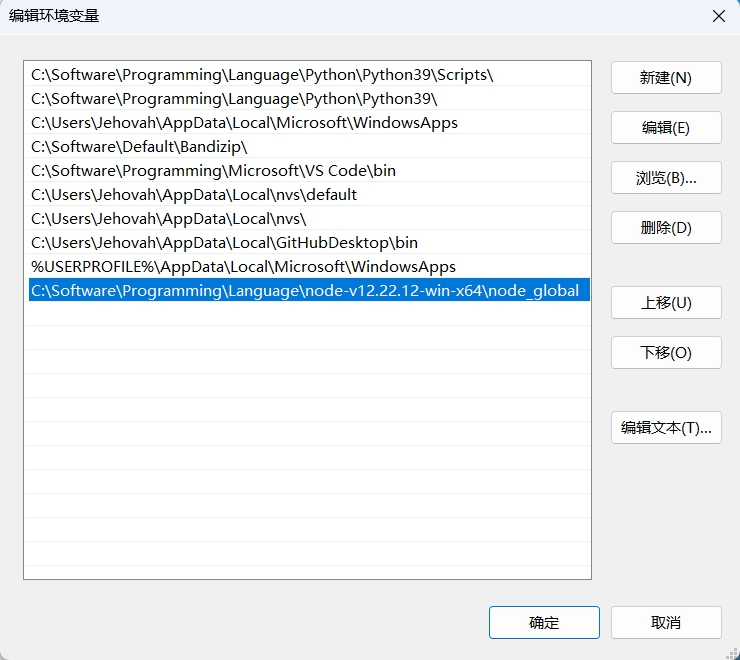 编辑环境变量
C:\Software\Programming\Language\Python\Python39\Scripts\
C:\Software\Programming\Language\Python\Python39\
C:\Users\Jehovah\AppData\Local\Microsoft\WindowsApps
C:\Software\Default\Bandizip\
C:\Software\Programming\Microsoft\VS Code\bin
C:\Users\Jehovah\AppData\Local\nvs\default
C:\Users\Jehovah\AppData\Local\nvs\
C:\Users\Jehovah\AppData\Local\GitHubDesktop\bin
%USERPROFILE%\AppData\Local\Microsoft\WindowsApps
C:\Software\Programming\Language\node-v12.22.12-win-x64\node_global
新建(N)
编辑(E)
浏览(B)...
删除(D)
上移(U)
下移(O)
编辑文本(T)...
确定
取消